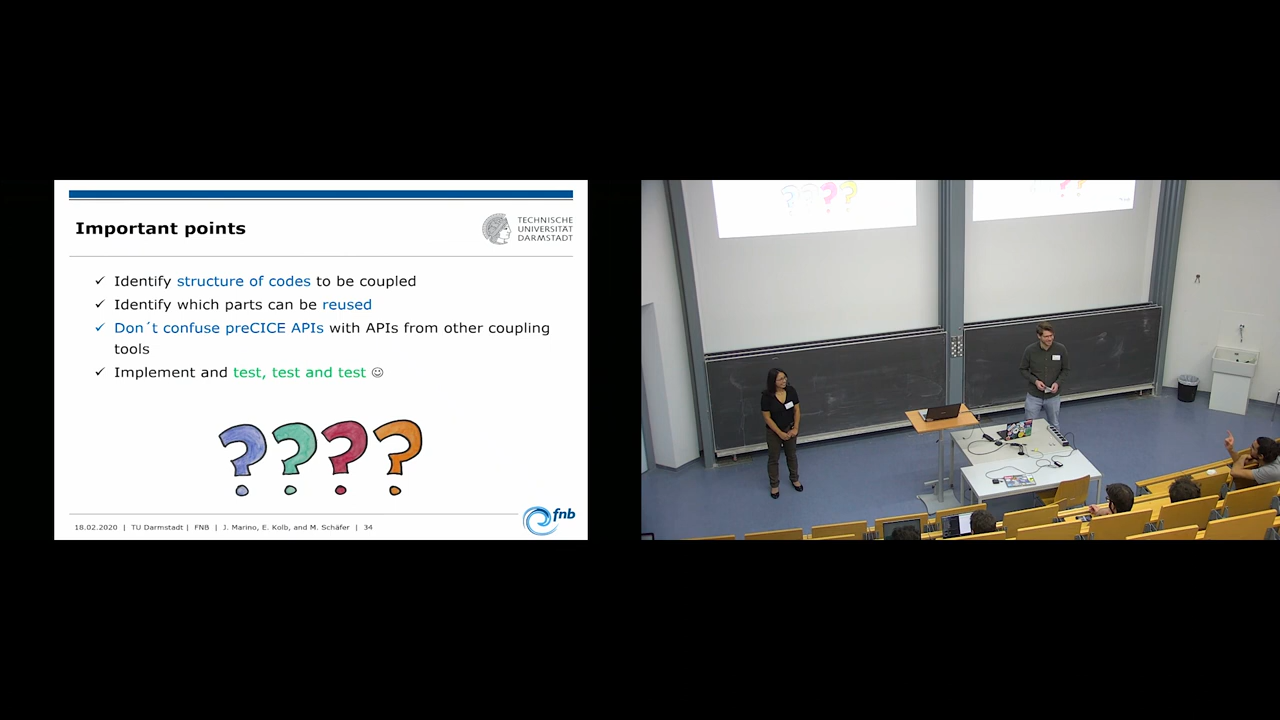 Important points
TECHNISCHE
UNIVERSITÄT
DARMSTADT
✓ Identify structure of codes to be coupled
✓ Identify which parts can be reused
✓ Don´t confuse preCICE APIs with APIs from other coupling
tools
✓ Implement and test, test and test ☺
????
18.02.2020 | TU Darmstadt | FNB | J. Marino, E. Kolb, and M. Schäfer | 34
fnb